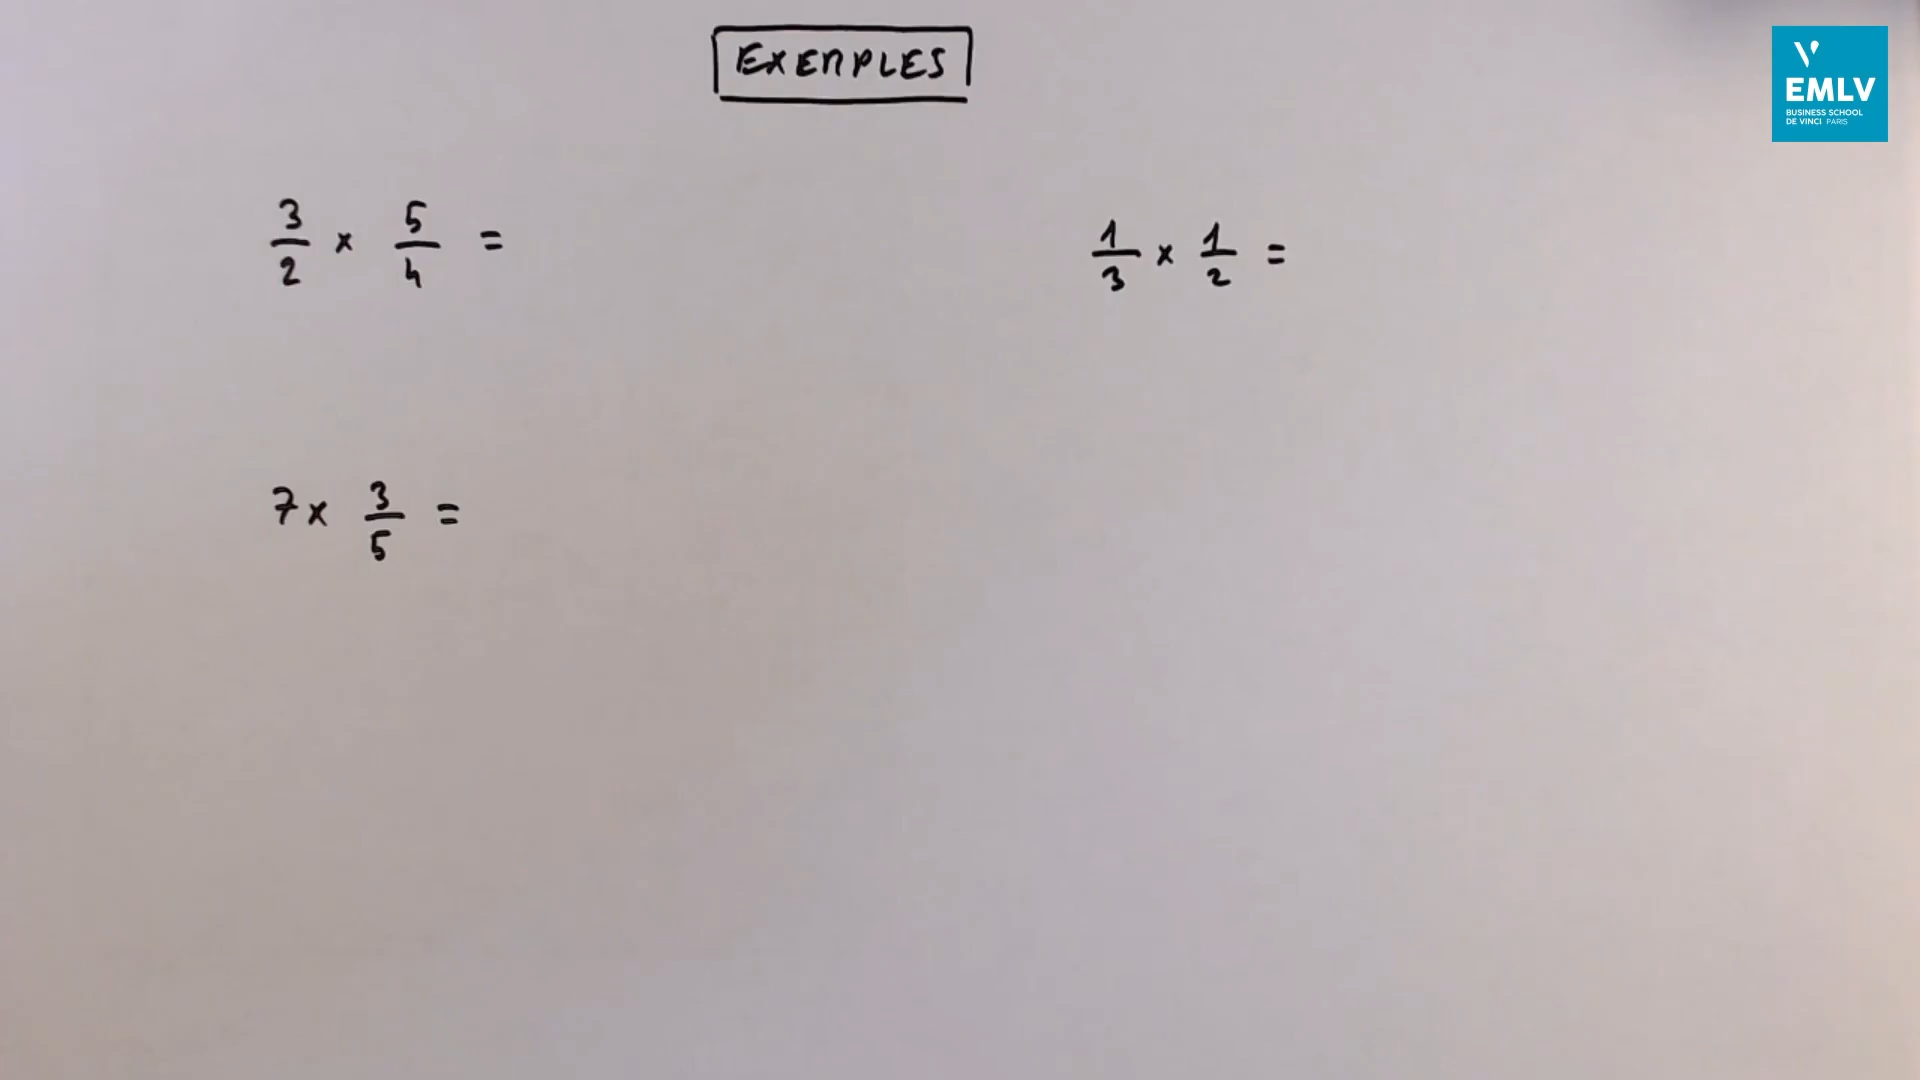 EXEMPLES
EMLV
BUSINESS SCHOOL
DE VINCI PARIS
3/2 × 5/4 =
1/3 × 1/2 =
7 × 3/5 =